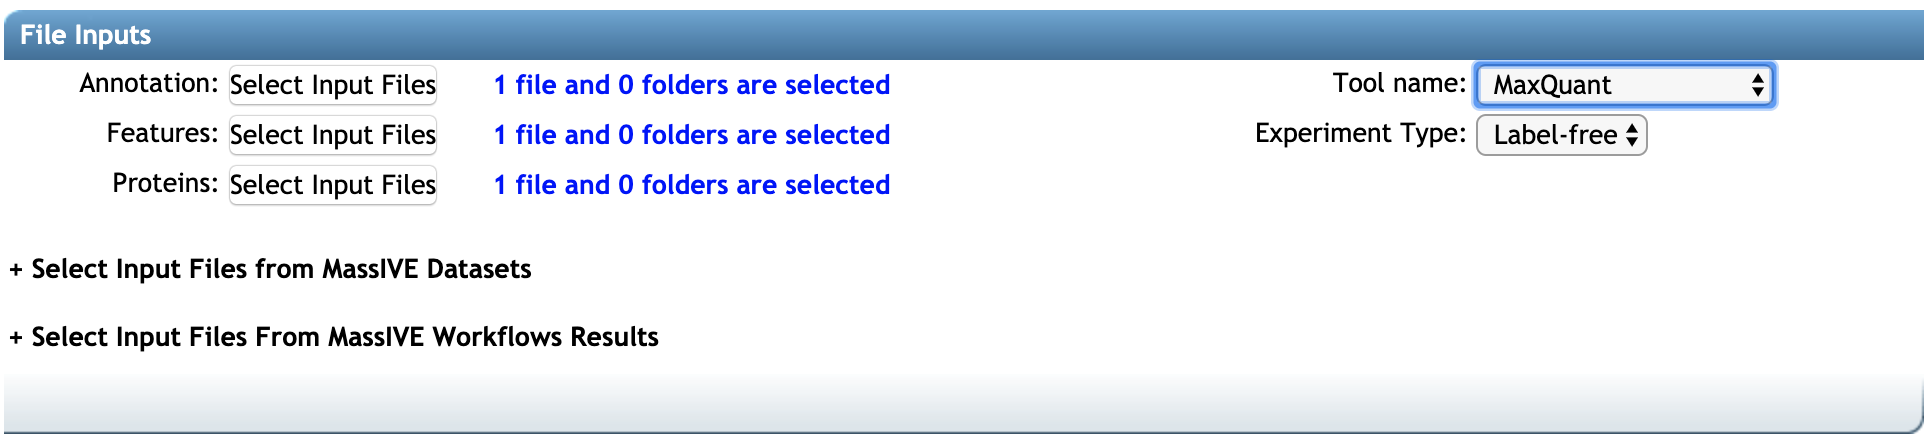 File Inputs
Annotation: Select Input Files 1 file and 0 folders are selected Tool name: MaxQuant
Features: Select Input Files 1 file and 0 folders are selected Experiment Type: Label-free
Proteins: Select Input Files 1 file and 0 folders are selected
+ Select Input Files from MassIVE Datasets
+ Select Input Files From MassIVE Workflows Results